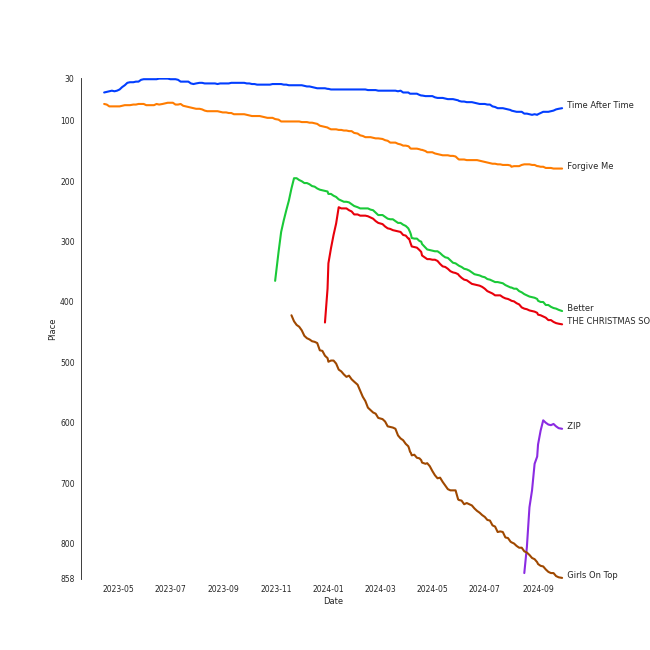 30
100
200
300
400
500
600
700
800
858
Place
2023-05
2023-07
2023-09
2023-11
2024-01
2024-03
2024-05
2024-07
2024-09
Date
Time After Time
Forgive Me
Better
THE CHRISTMAS SO
ZIP
Girls On Top